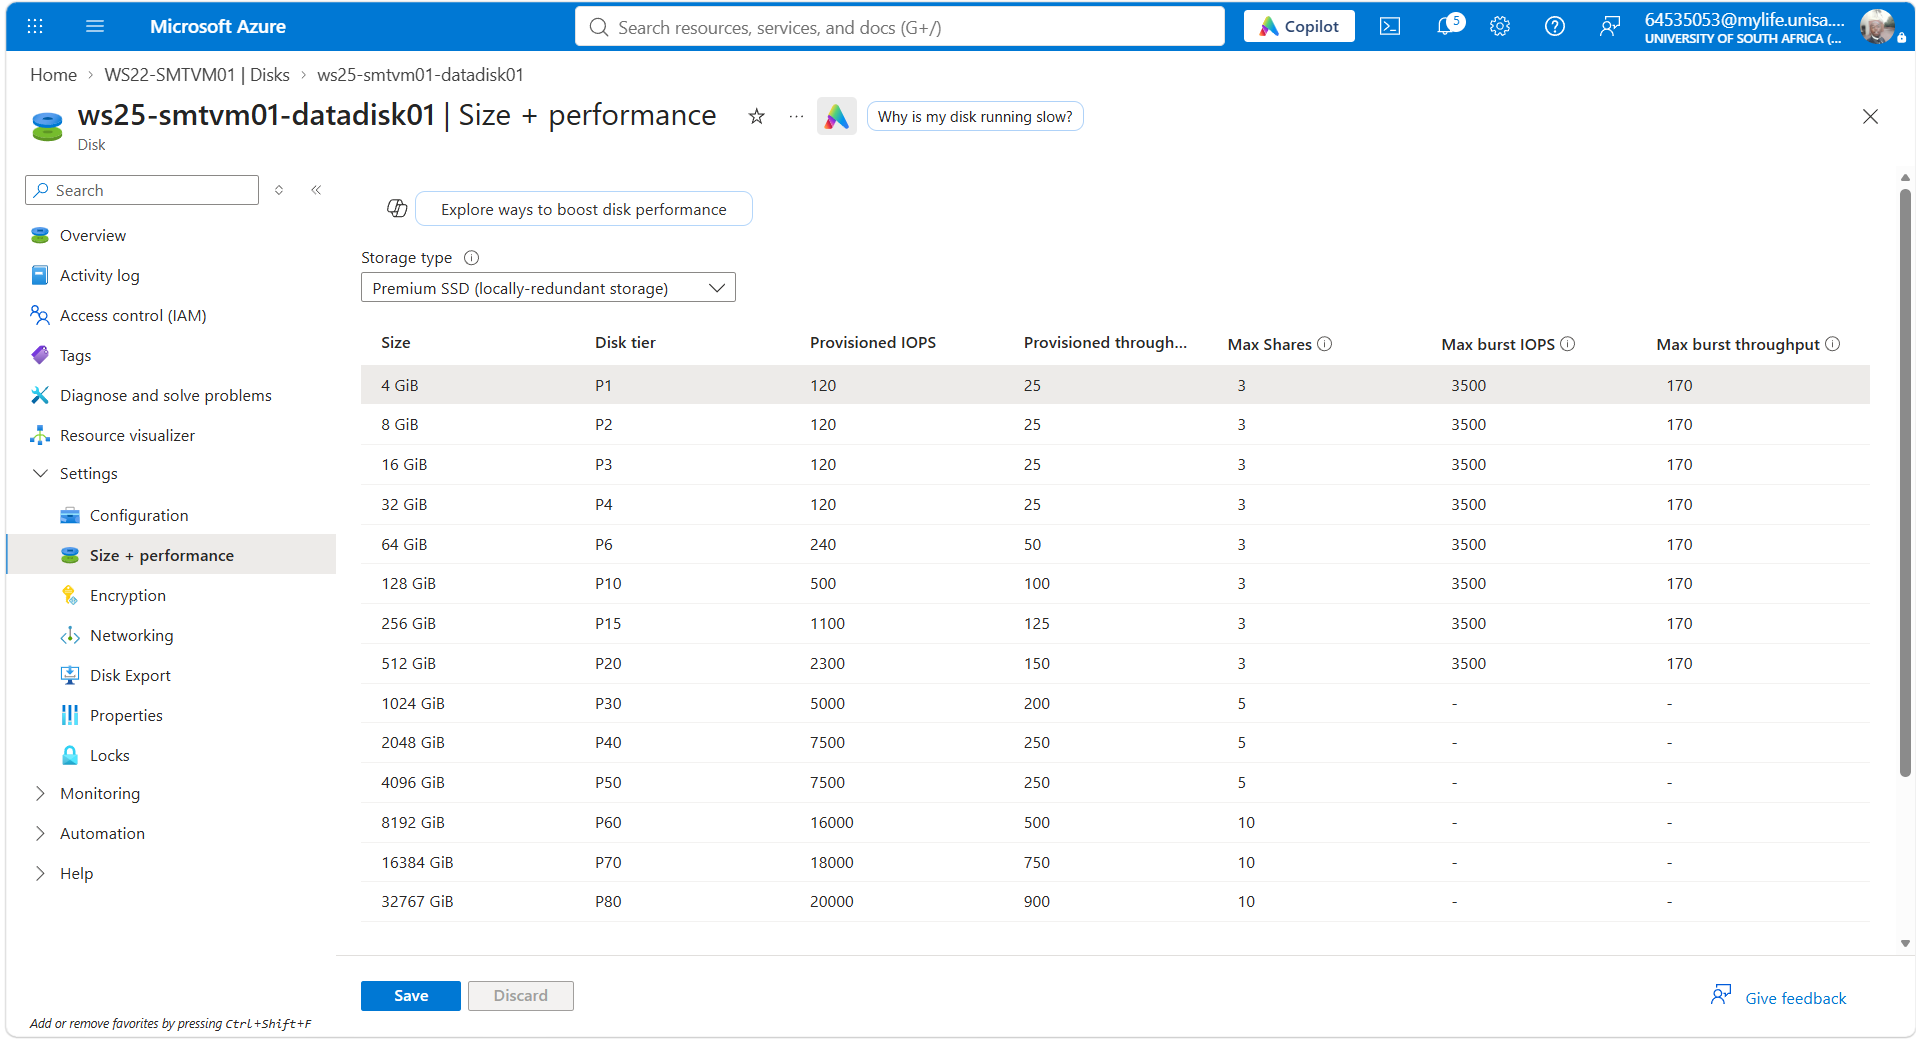 Microsoft Azure
Search resources, services, and docs (G+/)
Copilot
5
64535053@mylife.unisa....
UNIVERSITY OF SOUTH AFRICA (...
Home > WS22-SMTVM01 | Disks > ws25-smtvm01-datadisk01
ws25-smtvm01-datadisk01 | Size + performance
Why is my disk running slow?
Disk
Search
Overview
Activity log
Access control (IAM)
Tags
Diagnose and solve problems
Resource visualizer
Settings
Configuration
Size + performance
Encryption
Networking
Disk Export
Properties
Locks
Monitoring
Automation
Help
Add or remove favorites by pressing Ctrl+Shift+F
Explore ways to boost disk performance
Storage type
Premium SSD (locally-redundant storage)
Size Disk tier Provisioned IOPS Provisioned through... Max Shares Max burst IOPS Max burst throughput
4 GiB P1 120 25 3 3500 170
8 GiB P2 120 25 3 3500 170
16 GiB P3 120 25 3 3500 170
32 GiB P4 120 25 3 3500 170
64 GiB P6 240 50 3 3500 170
128 GiB P10 500 100 3 3500 170
256 GiB P15 1100 125 3 3500 170
512 GiB P20 2300 150 3 3500 170
1024 GiB P30 5000 200 5 - -
2048 GiB P40 7500 250 5 - -
4096 GiB P50 7500 250 5 - -
8192 GiB P60 16000 500 10 - -
16384 GiB P70 18000 750 10 - -
32767 GiB P80 20000 900 10 - -
Save
Discard
Give feedback